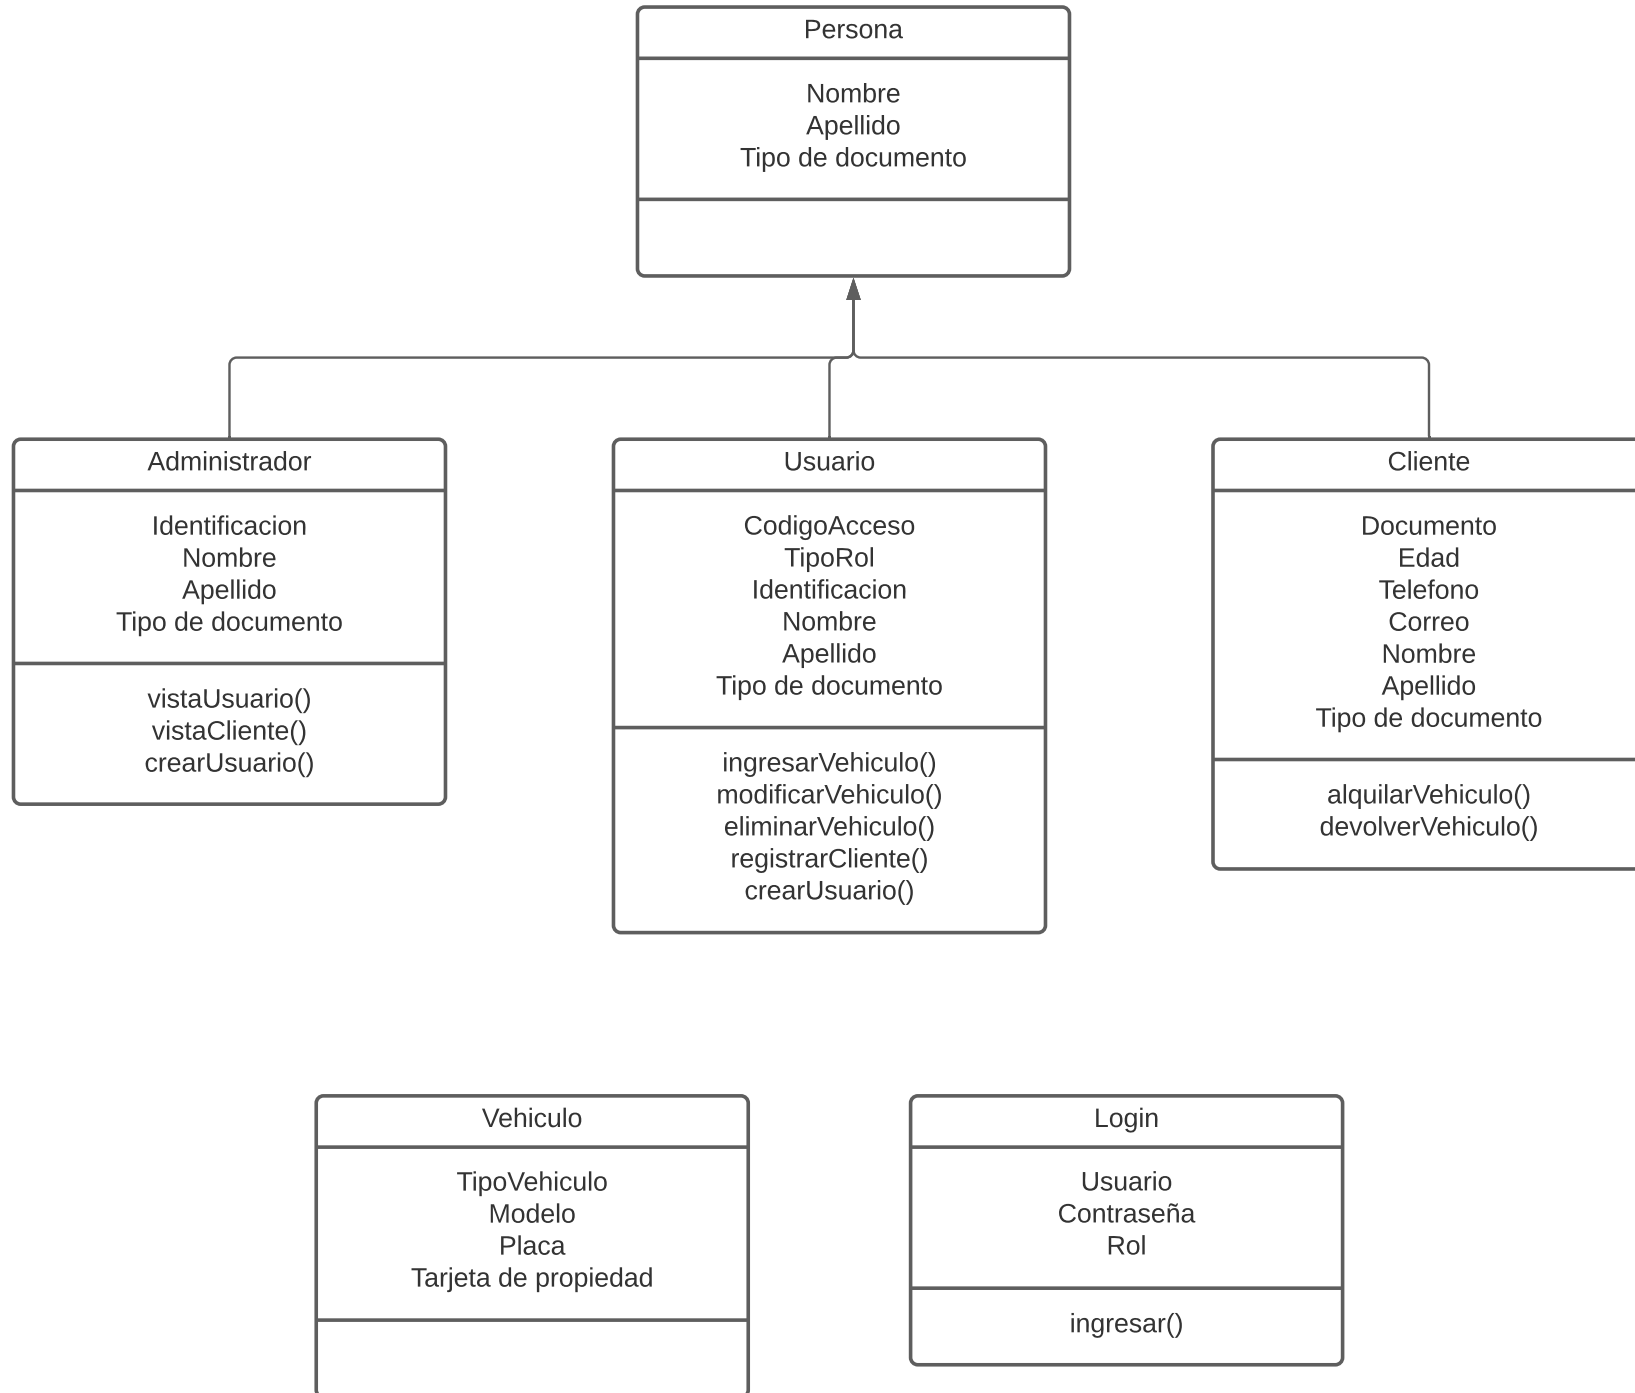 Persona
Nombre
Apellido
Tipo de documento
Administrador
Identificacion
Nombre
Apellido
Tipo de documento
vistaUsuario()
vistaCliente()
crearUsuario()
Usuario
CodigoAcceso
TipoRol
Identificacion
Nombre
Apellido
Tipo de documento
ingresarVehiculo()
modificarVehiculo()
eliminarVehiculo()
registrarCliente()
crearUsuario()
Cliente
Documento
Edad
Telefono
Correo
Nombre
Apellido
Tipo de documento
alquilarVehiculo()
devolverVehiculo()
Vehiculo
TipoVehiculo
Modelo
Placa
Tarjeta de propiedad
Login
Usuario
Contraseña
Rol
ingresar()